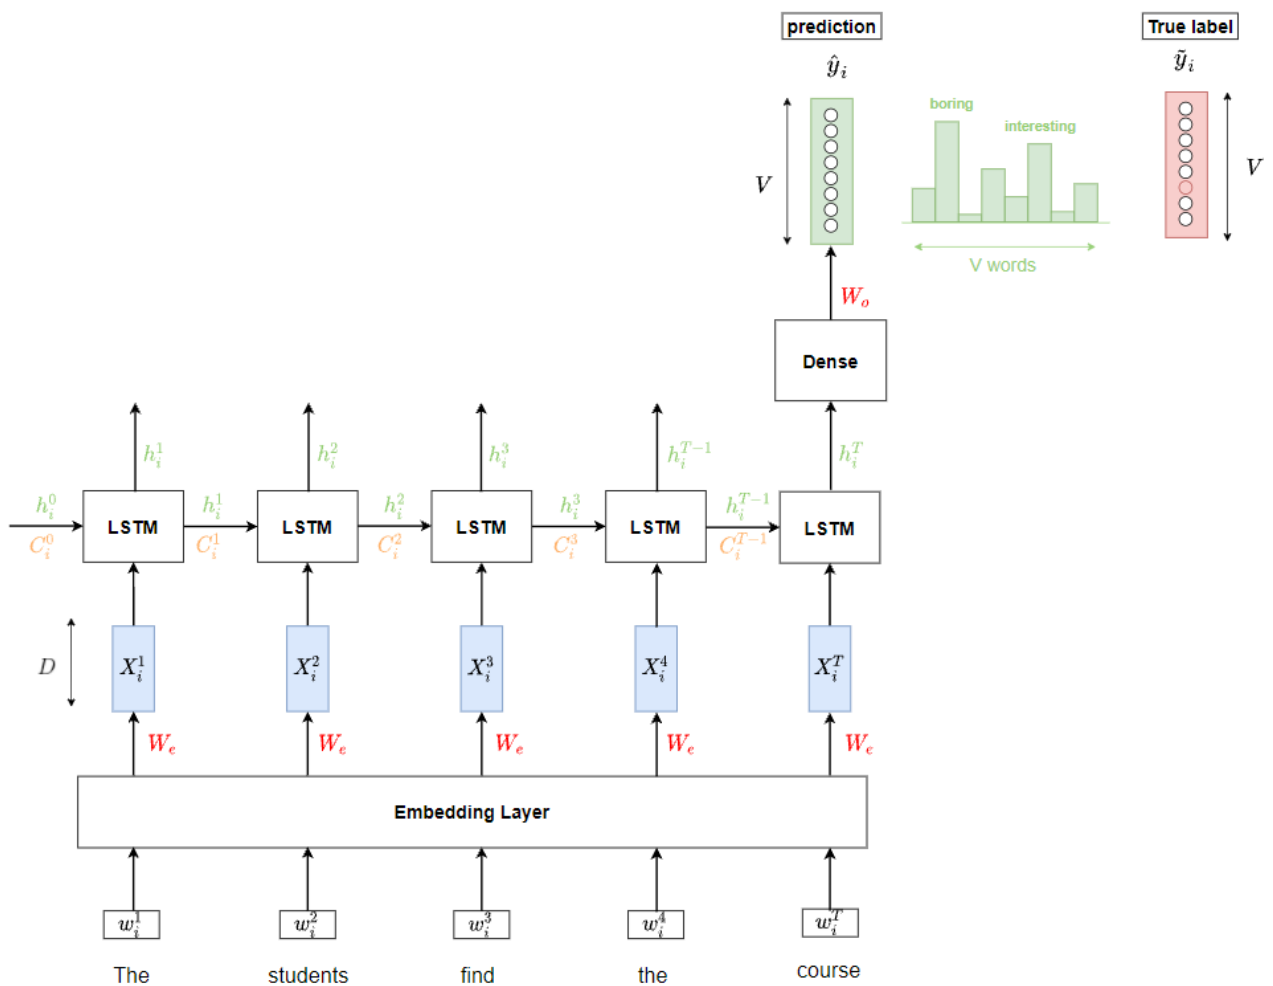 prediction
True label
ŷ_i
ỹ_i
boring
interesting
V
V
V words
W_o
Dense
h_i^1
h_i^2
h_i^3
h_i^{T-1}
h_i^T
h_i^0
h_i^1
h_i^2
h_i^3
h_i^{T-1}
LSTM
LSTM
LSTM
LSTM
LSTM
C_i^0
C_i^1
C_i^2
C_i^3
C_i^{T-1}
D
X_i^1
X_i^2
X_i^3
X_i^4
X_i^T
W_e
W_e
W_e
W_e
W_e
Embedding Layer
w_i^1
w_i^2
w_i^3
w_i^4
w_i^T
The
students
find
the
course